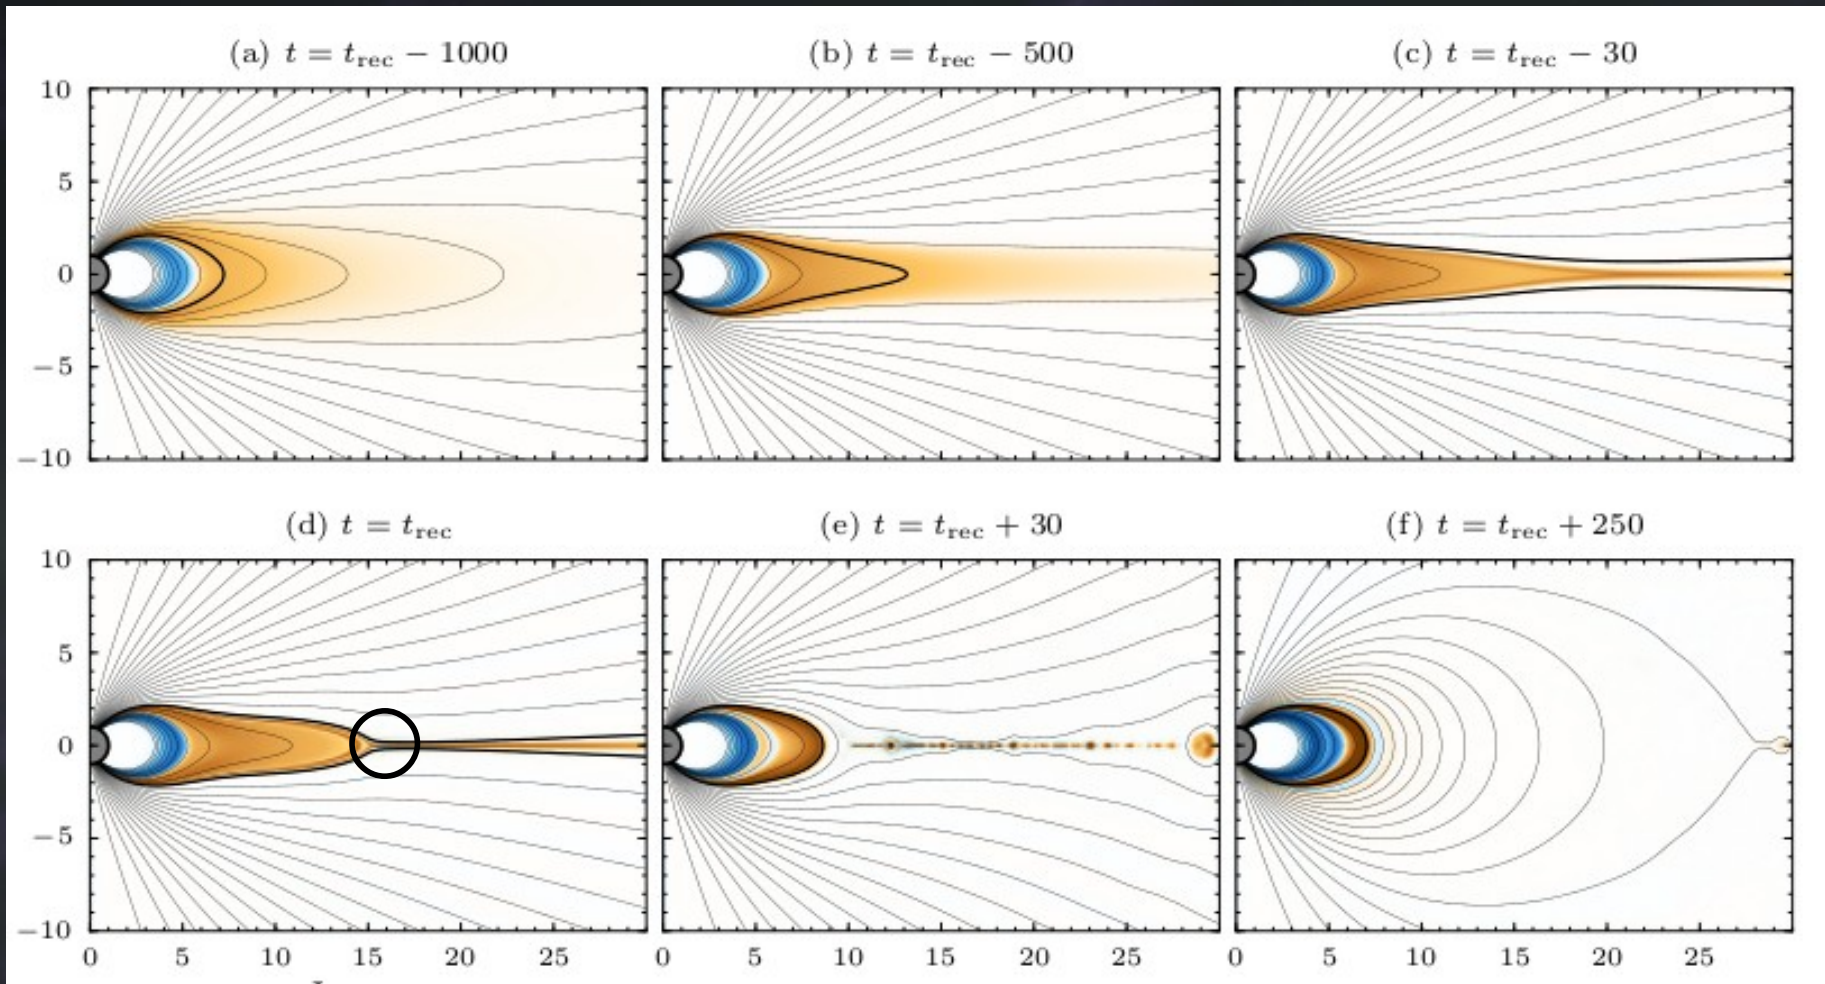 (a) t = t_rec − 1000
(b) t = t_rec − 500
(c) t = t_rec − 30
10
5
0
−5
−10
(d) t = t_rec
(e) t = t_rec + 30
(f) t = t_rec + 250
10
5
0
−5
−10
0 5 10 15 20 25 0 5 10 15 20 25 0 5 10 15 20 25